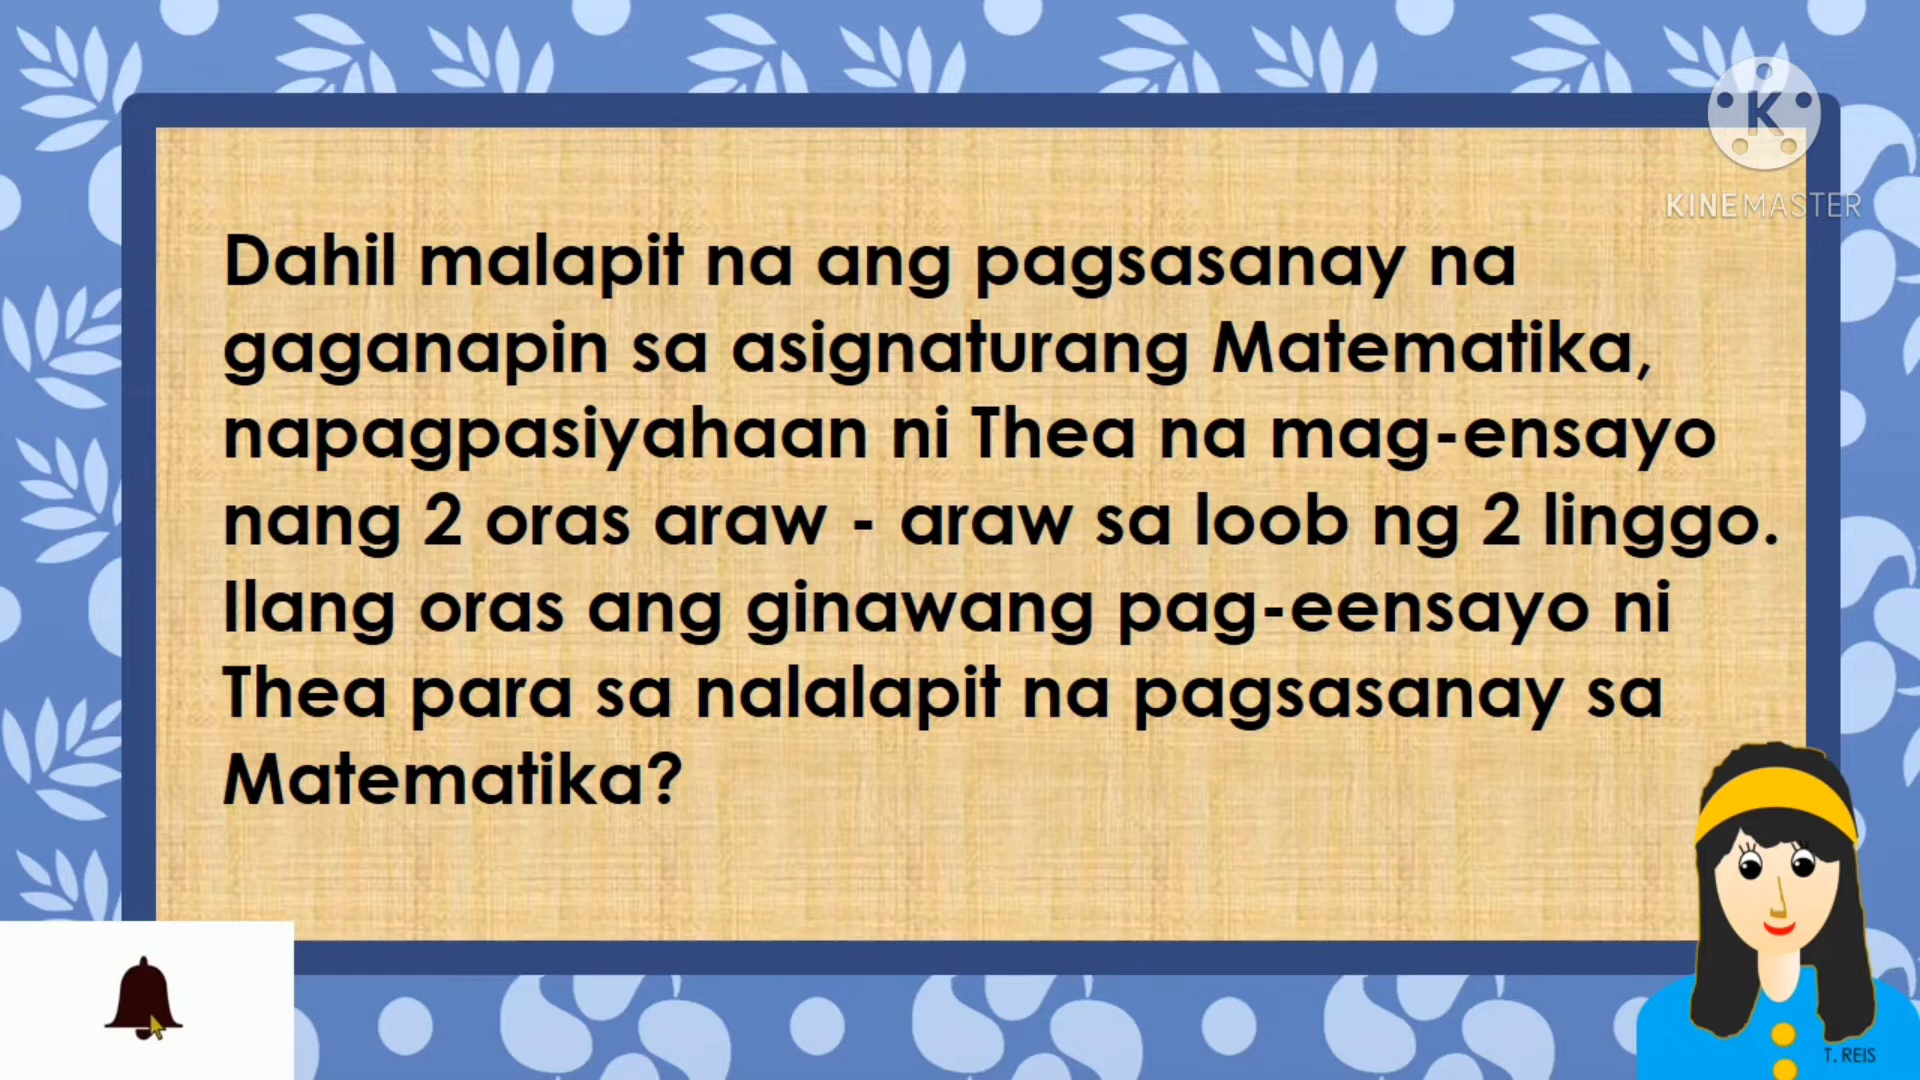 KINEMASTER
Dahil malapit na ang pagsasanay na
gaganapin sa asignaturang Matematika,
napagpasiyahaan ni Thea na mag-ensayo
nang 2 oras araw - araw sa loob ng 2 linggo.
Ilang oras ang ginawang pag-eensayo ni
Thea para sa nalalapit na pagsasanay sa
Matematika?
T. REIS